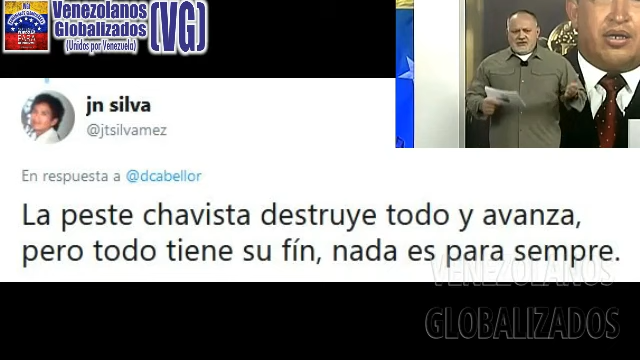 Venezolanos
Globalizados
(Unidos por Venezuela)
(VG)
jn silva
@jtsilvamez
En respuesta a @dcabellor
La peste chavista destruye todo y avanza,
pero todo tiene su fín, nada es para sempre.
VENEZOLANOS
GLOBALIZADOS